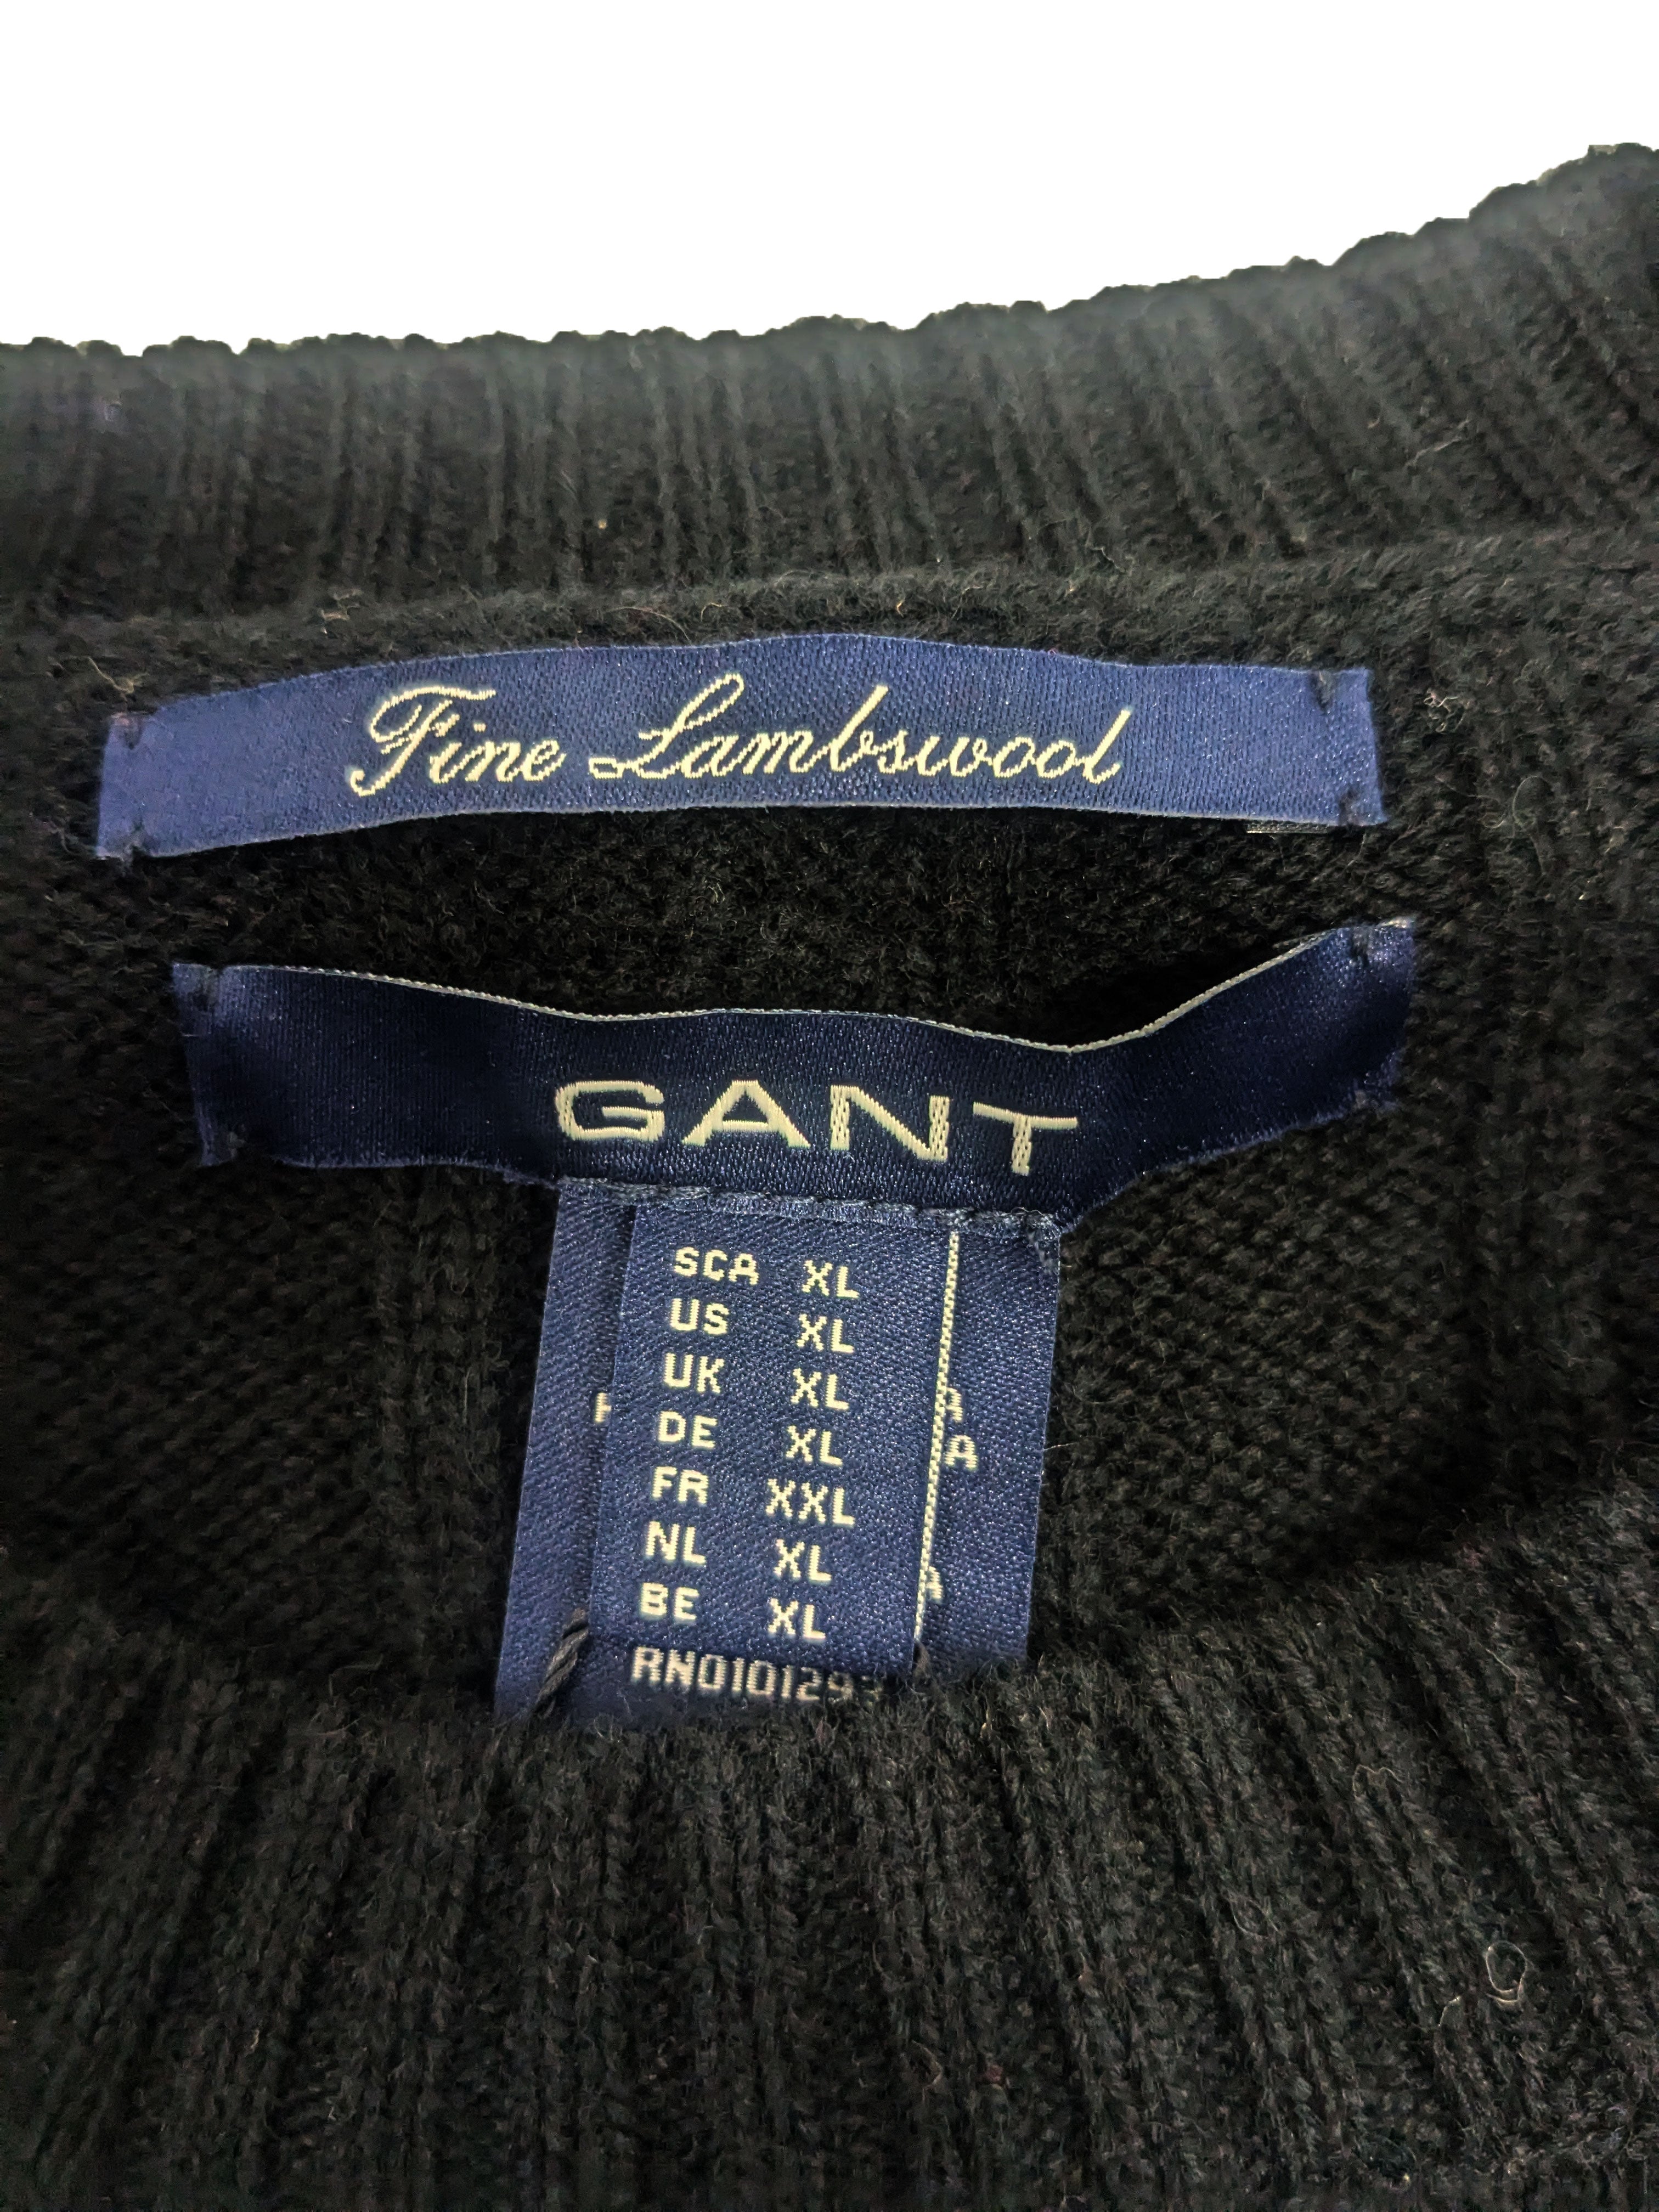 Fine Lambswool
GANT
SCA XL
US XL
UK XL
DE XL
FR XXL
NL XL
BE XL